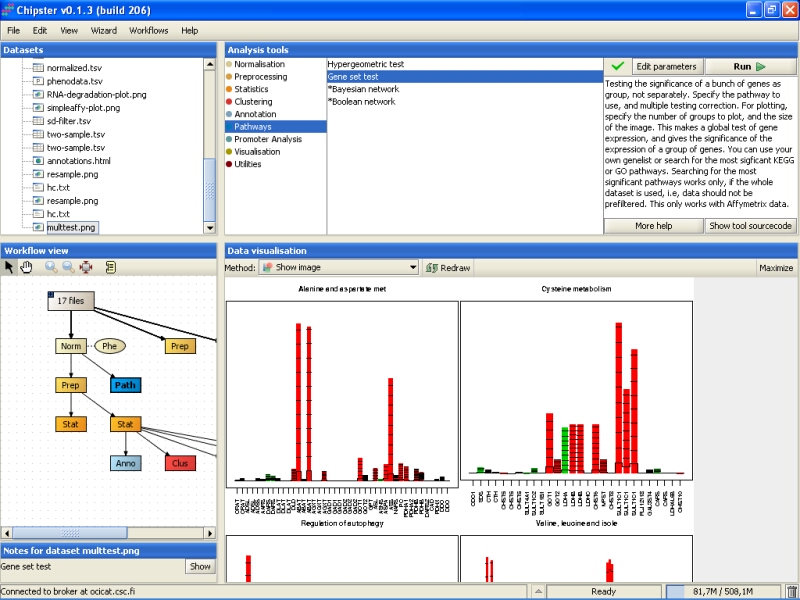 Chipster v0.1.3 (build 206)
File Edit View Wizard Workflows Help
Datasets
normalized.tsv
phenodata.tsv
RNA-degradation-plot.png
simpleaffy-plot.png
sd-filter.tsv
two-sample.tsv
two-sample.tsv
annotations.html
resample.png
hc.txt
resample.png
hc.txt
multtest.png
Analysis tools
Normalisation
Preprocessing
Statistics
Clustering
Annotation
Pathways
Promoter Analysis
Visualisation
Utilities
Hypergeometric test
Gene set test
*Bayesian network
*Boolean network
Edit parameters
Run
Testing the significance of a bunch of genes as
group, not separately. Specify the pathway to
use, and multiple testing correction. For plotting,
specify the number of groups to plot, and the size
of the image. This makes a global test of gene
expression, and gives the significance of the
expression of a group of genes. You can use your
own genelist or search for the most sigficant KEGG
or GO pathways. Searching for the most
significant pathways works only, if the whole
dataset is used, i.e, data should not be
prefiltered. This only works with Affymetrix data.
More help
Show tool sourcecode
Workflow view
17 files
Norm
Phe
Prep
Prep
Path
Stat
Stat
Anno
Clus
Notes for dataset multtest.png
Gene set test
Show
Data visualisation
Method:
Show image
Redraw
Maximize
Alanine and aspartate met
Cysteine metabolism
Regulation of autophagy
Valine, leucine and isole
Connected to broker at ocicat.csc.fi
Ready
81,7M / 508,1M